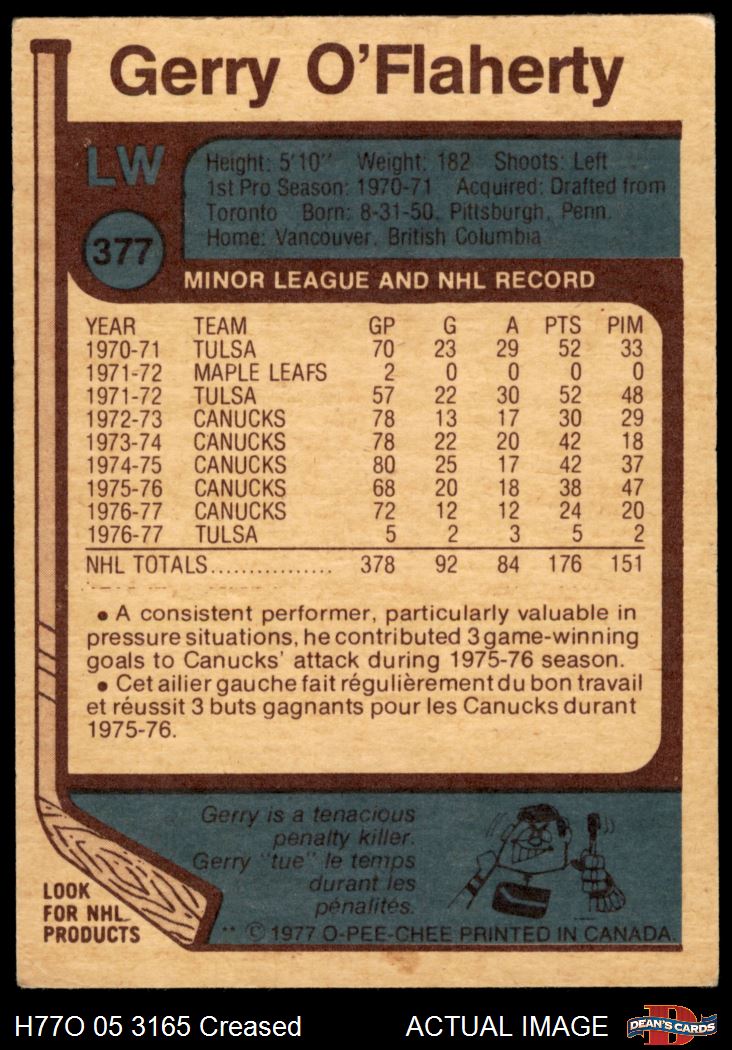 Gerry O'Flaherty
LW
377
Height: 5'10" Weight: 182 Shoots: Left
1st Pro Season: 1970-71 Acquired: Drafted from
Toronto Born: 8-31-50, Pittsburgh, Penn.
Home: Vancouver, British Columbia
MINOR LEAGUE AND NHL RECORD
YEAR TEAM GP G A PTS PIM
1970-71 TULSA 70 23 29 52 33
1971-72 MAPLE LEAFS 2 0 0 0 0
1971-72 TULSA 57 22 30 52 48
1972-73 CANUCKS 78 13 17 30 29
1973-74 CANUCKS 78 22 20 42 18
1974-75 CANUCKS 80 25 17 42 37
1975-76 CANUCKS 68 20 18 38 47
1976-77 CANUCKS 72 12 12 24 20
1976-77 TULSA 5 2 3 5 2
NHL TOTALS................ 378 92 84 176 151
• A consistent performer, particularly valuable in
pressure situations, he contributed 3 game-winning
goals to Canucks' attack during 1975-76 season.
• Cet ailier gauche fait régulièrement du bon travail
et réussit 3 buts gagnants pour les Canucks durant
1975-76.
Gerry is a tenacious
penalty killer.
Gerry "tue" le temps
durant les
pénalités.
LOOK
FOR NHL
PRODUCTS
** © 1977 O-PEE-CHEE PRINTED IN CANADA.
H77O 05 3165 Creased ACTUAL IMAGE
D
DEAN'S CARDS